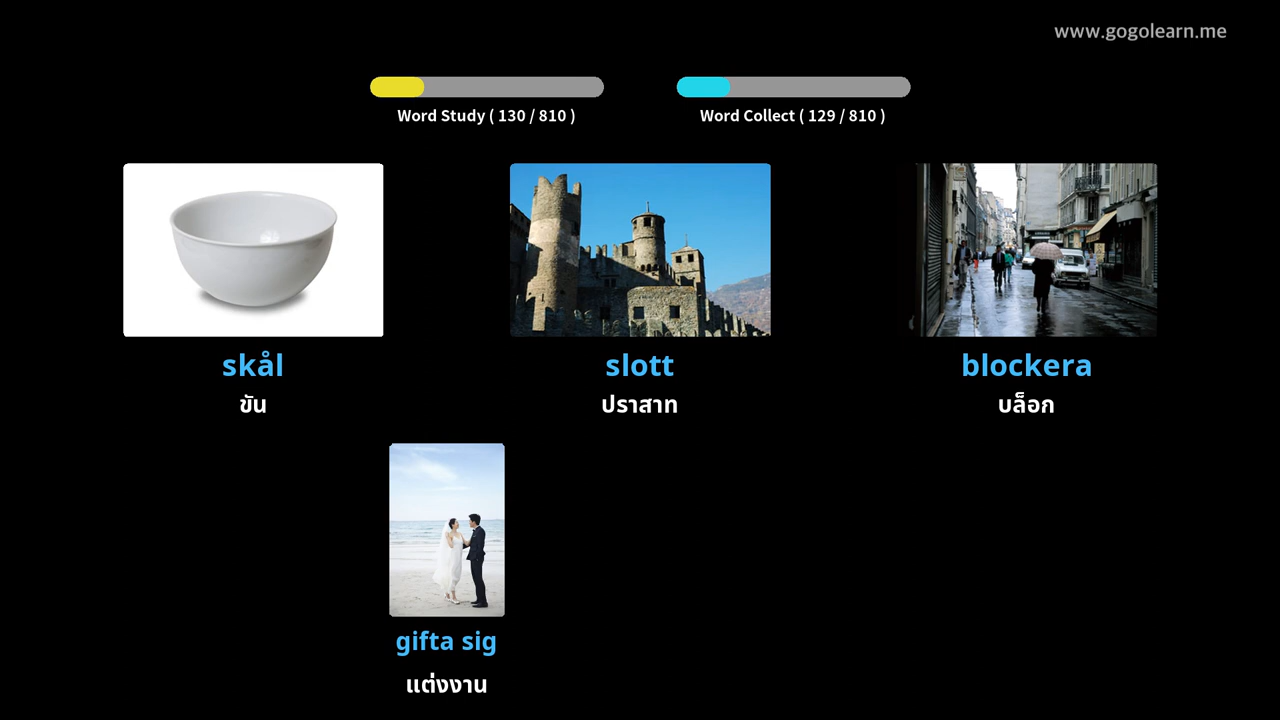 www.gogolearn.me
Word Study ( 130 / 810 )
Word Collect ( 129 / 810 )
skål
ขัน
slott
ปราสาท
blockera
บล็อก
gifta sig
แต่งงาน